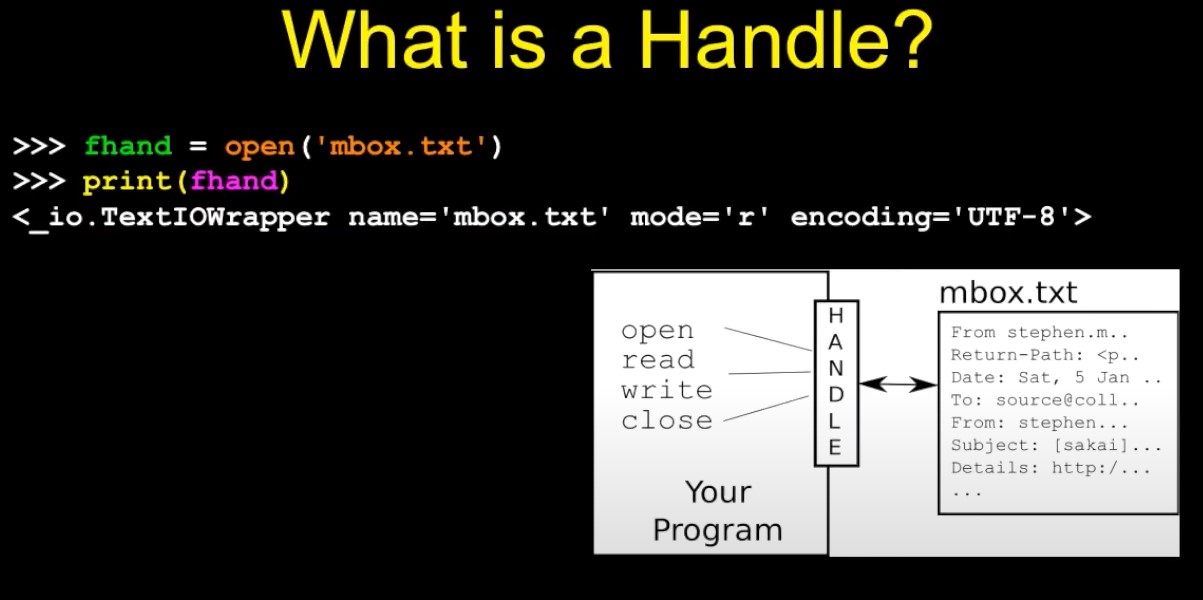 What is a Handle?
>>> fhand = open('mbox.txt')
>>> print(fhand)
<_io.TextIOWrapper name='mbox.txt' mode='r' encoding='UTF-8'>
open
read
write
close
Your
Program
H
A
N
D
L
E
mbox.txt
From stephen.m..
Return-Path: <p..
Date: Sat, 5 Jan ..
To: source@coll..
From: stephen...
Subject: [sakai]...
Details: http:/...
...